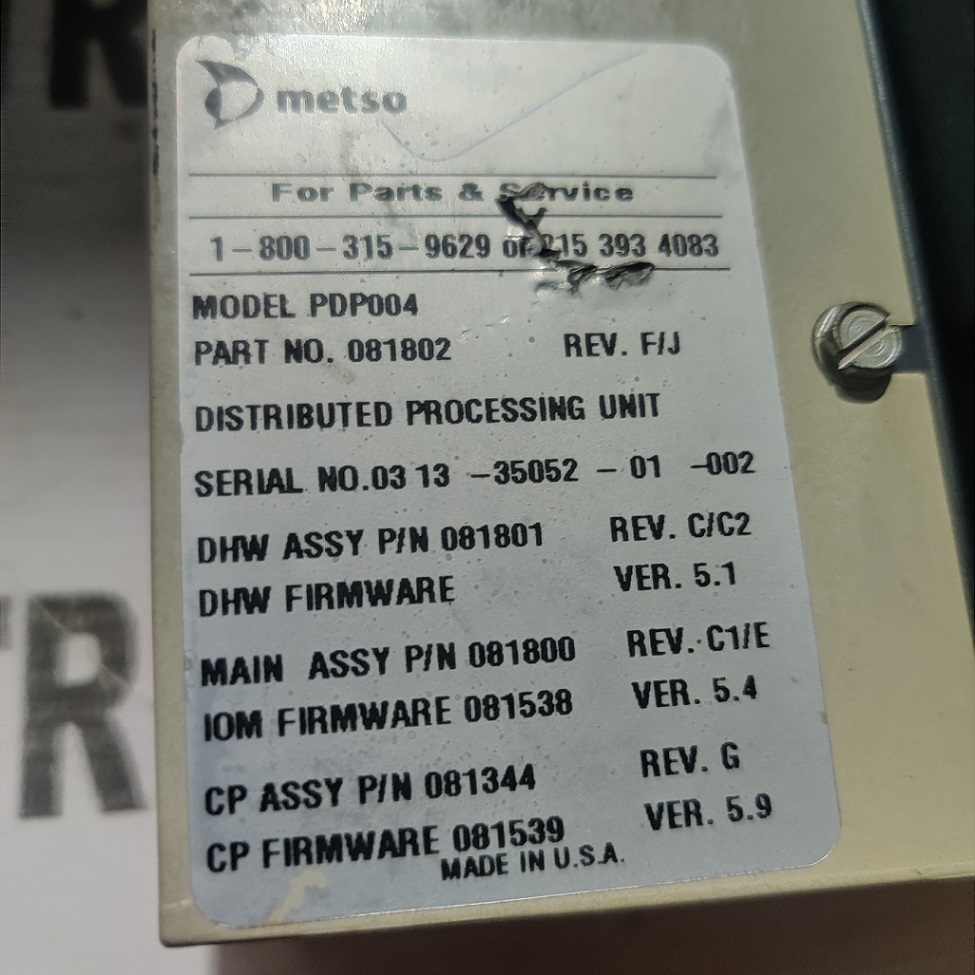 metso
For Parts & Service
1-800-315-9629 or 215 393 4083
MODEL PDP004
PART NO. 081802 REV. F/J
DISTRIBUTED PROCESSING UNIT
SERIAL NO.03 13 -35052 - 01 -002
DHW ASSY P/N 081801 REV. C/C2
DHW FIRMWARE VER. 5.1
MAIN ASSY P/N 081800 REV. C1/E
IOM FIRMWARE 081538 VER. 5.4
CP ASSY P/N 081344 REV. G
CP FIRMWARE 081539 VER. 5.9
MADE IN U.S.A.